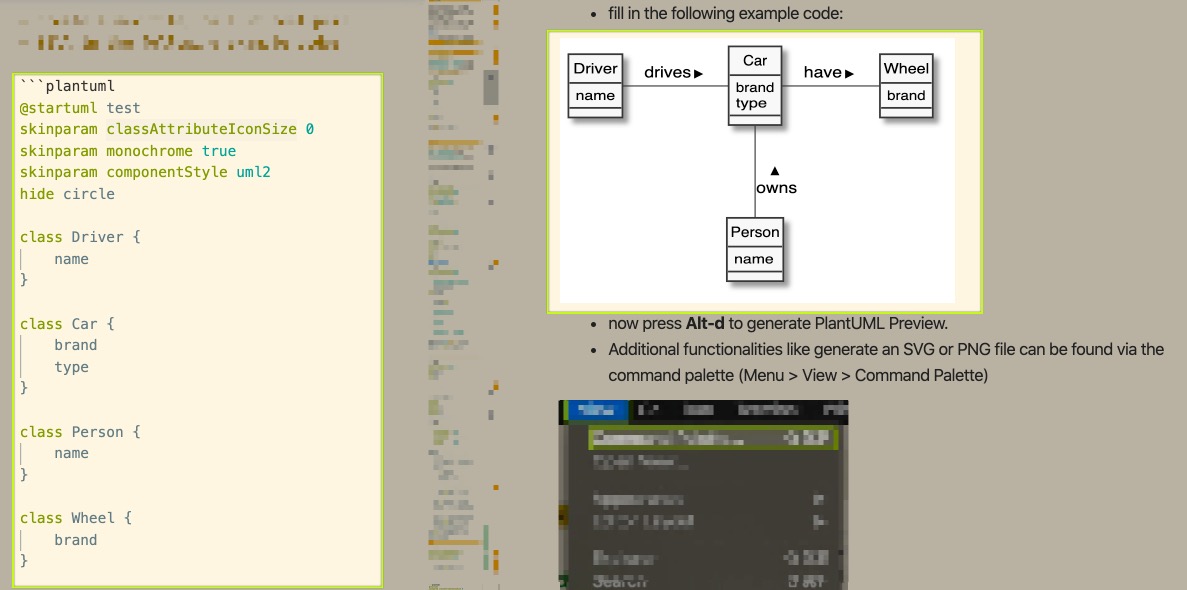 ```plantuml
@startuml test
skinparam classAttributeIconSize 0
skinparam monochrome true
skinparam componentStyle uml2
hide circle
class Driver {
name
}
class Car {
brand
type
}
class Person {
name
}
class Wheel {
brand
}
• fill in the following example code:
Driver
name
drives ▶
Car
brand
type
have ▶
Wheel
brand
▲
owns
Person
name
• now press Alt-d to generate PlantUML Preview.
• Additional functionalities like generate an SVG or PNG file can be found via the
command palette (Menu > View > Command Palette)